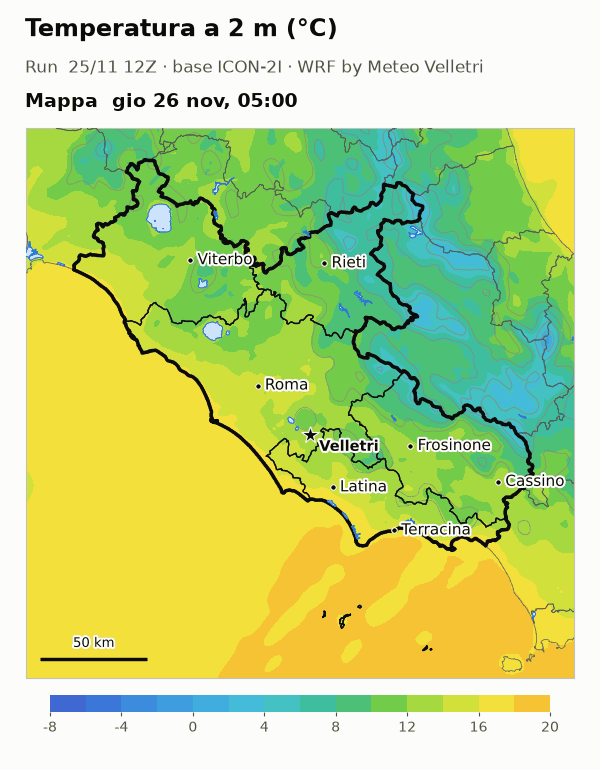 Temperatura a 2 m (°C)
Run  25/11 12Z · base ICON-2I · WRF by Meteo Velletri
Mappa  gio 26 nov, 05:00
Viterbo
Rieti
Roma
Velletri
Frosinone
Latina
Cassino
Terracina
50 km
-8 -4 0 4 8 12 16 20